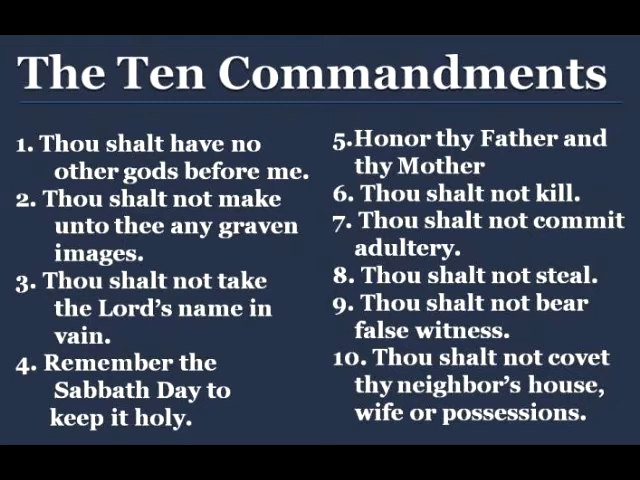 The Ten Commandments
1. Thou shalt have no
other gods before me.
2. Thou shalt not make
unto thee any graven
images.
3. Thou shalt not take
the Lord's name in
vain.
4. Remember the
Sabbath Day to
keep it holy.
5.Honor thy Father and
thy Mother
6. Thou shalt not kill.
7. Thou shalt not commit
adultery.
8. Thou shalt not steal.
9. Thou shalt not bear
false witness.
10. Thou shalt not covet
thy neighbor's house,
wife or possessions.